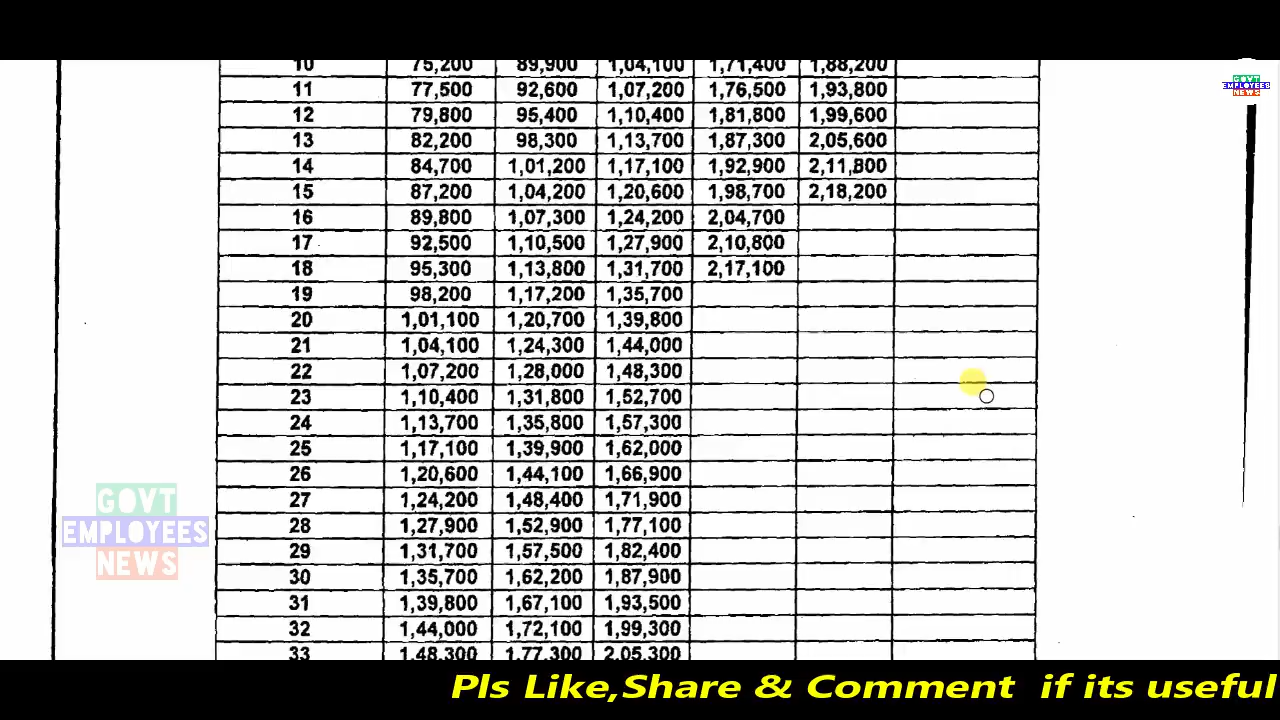 10 75,200 89,900 1,04,100 1,71,400 1,88,200
11 77,500 92,600 1,07,200 1,76,500 1,93,800
12 79,800 95,400 1,10,400 1,81,800 1,99,600
13 82,200 98,300 1,13,700 1,87,300 2,05,600
14 84,700 1,01,200 1,17,100 1,92,900 2,11,800
15 87,200 1,04,200 1,20,600 1,98,700 2,18,200
16 89,800 1,07,300 1,24,200 2,04,700
17 92,500 1,10,500 1,27,900 2,10,800
18 95,300 1,13,800 1,31,700 2,17,100
19 98,200 1,17,200 1,35,700
20 1,01,100 1,20,700 1,39,800
21 1,04,100 1,24,300 1,44,000
22 1,07,200 1,28,000 1,48,300
23 1,10,400 1,31,800 1,52,700
24 1,13,700 1,35,800 1,57,300
25 1,17,100 1,39,900 1,62,000
26 1,20,600 1,44,100 1,66,900
27 1,24,200 1,48,400 1,71,900
28 1,27,900 1,52,900 1,77,100
29 1,31,700 1,57,500 1,82,400
30 1,35,700 1,62,200 1,87,900
31 1,39,800 1,67,100 1,93,500
32 1,44,000 1,72,100 1,99,300
33 1,48,300 1,77,300 2,05,300
GOVT
EMPLOYEES
NEWS
GOVT
EMPLOYEES
NEWS
Pls Like,Share & Comment if its useful